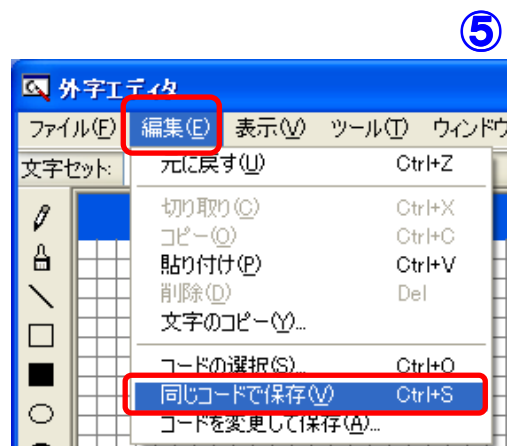 ⑤
外字エディタ
ファイル(F) 編集(E) 表示(V) ツール(T) ウィンドウ
文字セット:
元に戻す(U) Ctrl+Z
切り取り(C) Ctrl+X
コピー(O) Ctrl+C
貼り付け(P) Ctrl+V
削除(D) Del
文字のコピー(Y)...
コードの選択(S)... Ctrl+O
同じコードで保存(V) Ctrl+S
コードを変更して保存(A)...